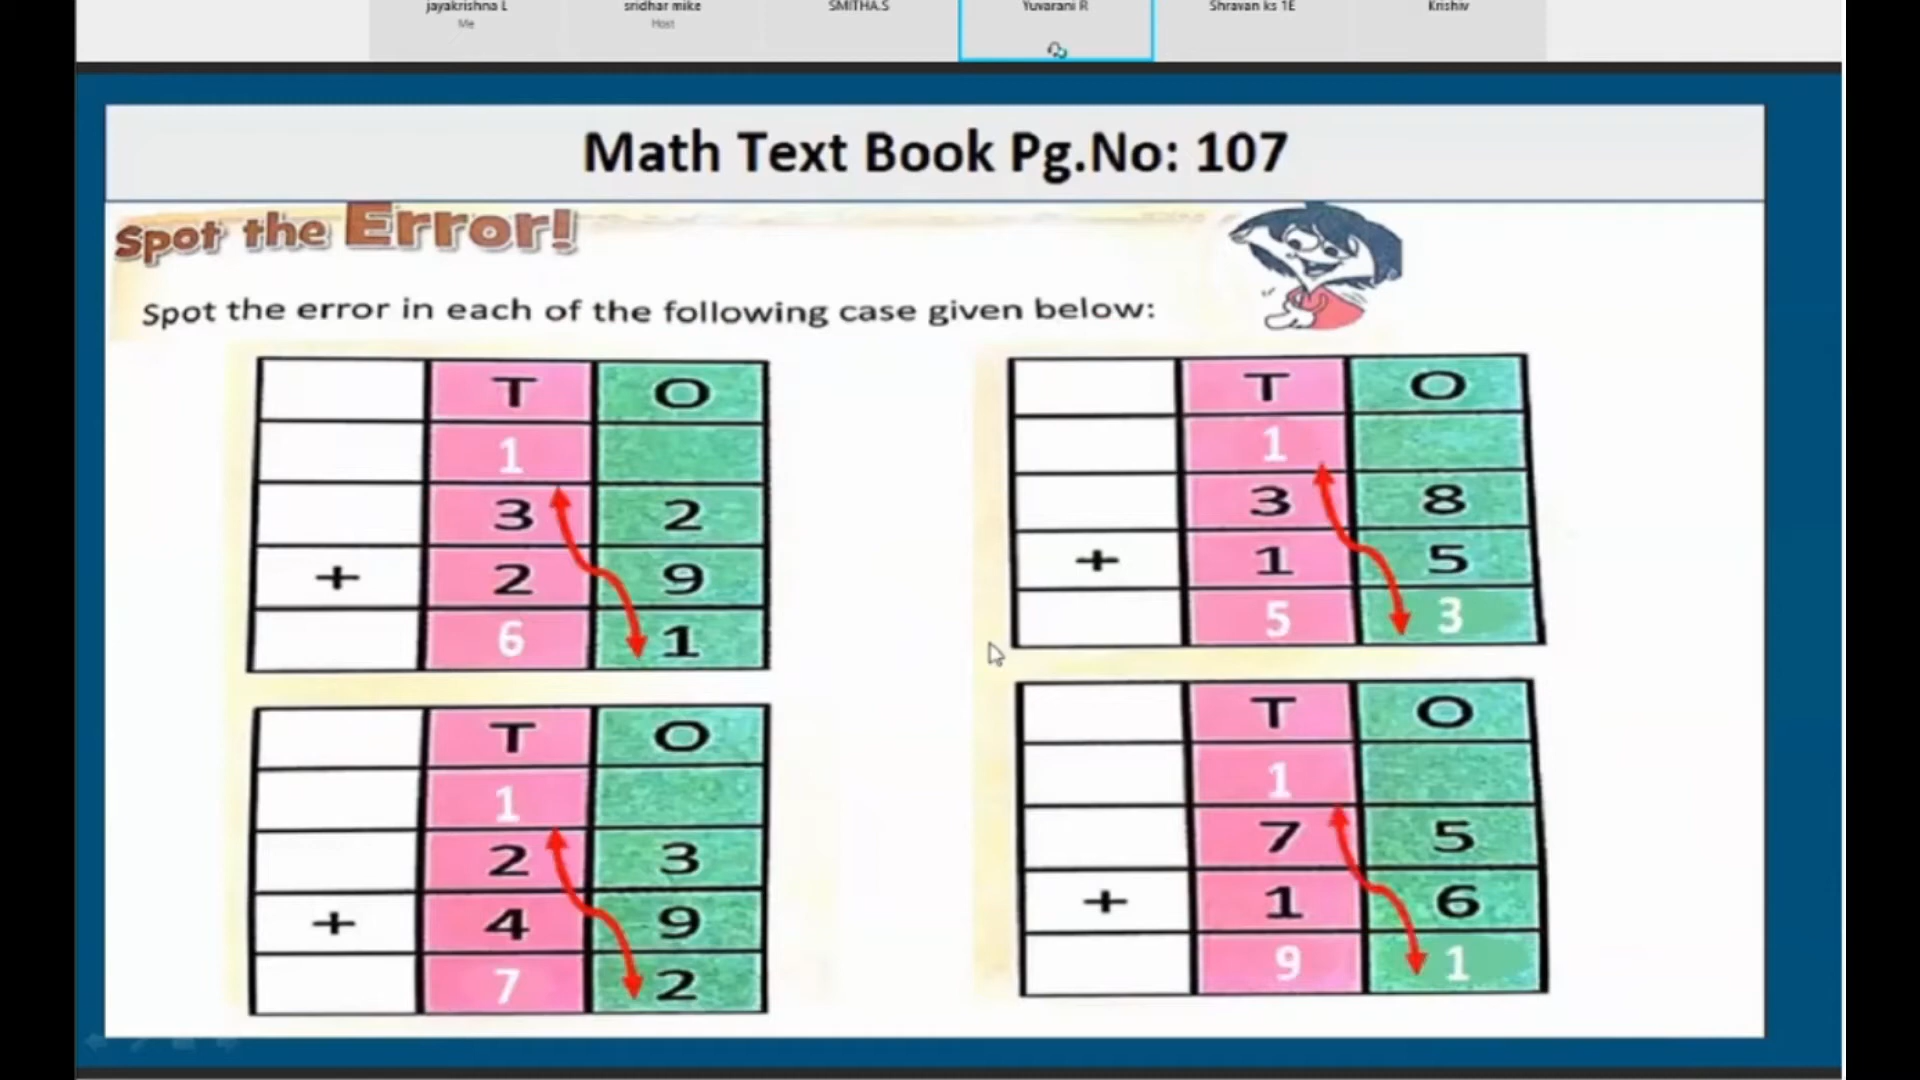 jayakrishna L
Me
sridhar mike
Host
SMITHA.S
Yuvarani R
Shravan ks 1E
Krishiv
Math Text Book Pg.No: 107
Spot the Error!
Spot the error in each of the following case given below:
T O
1
3 2
+ 2 9
6 1
T O
1
3 8
+ 1 5
5 3
T O
1
2 3
+ 4 9
7 2
T O
1
7 5
+ 1 6
9 1